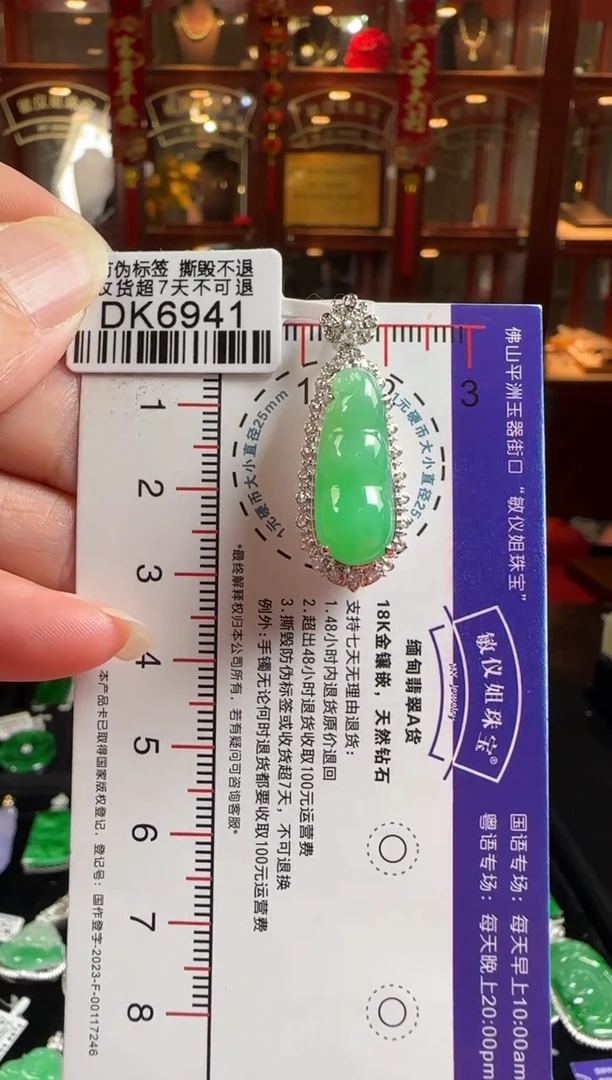 富贵平安
大吉大利
防伪标签 撕毁不退
收货超7天不可退
DK6941
1
2
3
4
5
6
7
8
1
3
1元硬币大小直径25mm
1元硬币大小直径25
缅甸翡翠A货
18K金镶嵌，天然钻石
支持七天无理由退货：
1. 48小时内退货原价退回
2. 超出48小时退货收取100元运营费
3. 撕毁防伪标签或收货超7天，不可退换
例外：手镯无论何时退货都要收取100元运营费
*最终解释权归本公司所有，若有疑问可咨询客服*
本产品卡已取得国家版权登记，登记号：国作登字-2023-F-00117246
佛山平洲玉器街口 “敏仪姐珠宝”
敏仪姐珠宝®
MY Jewelry
国语专场：每天早上10:00am
粤语专场：每天晚上20:00pm